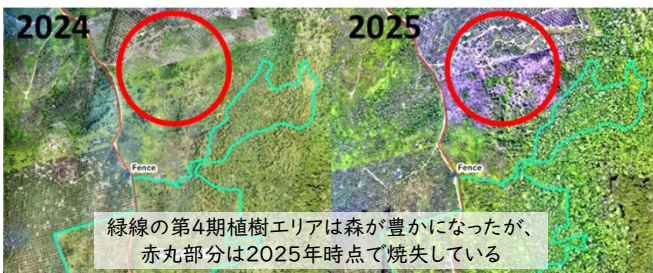 2024
2025
Fence
Fence
緑線の第4期植樹エリアは森が豊かになったが、
赤丸部分は2025年時点で焼失している